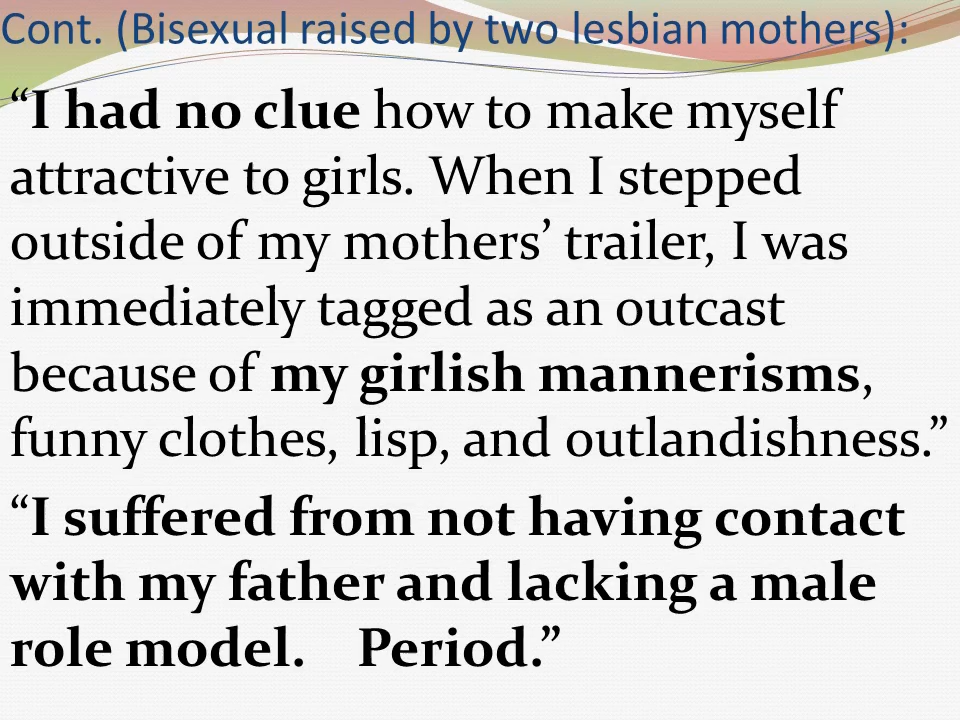 Cont. (Bisexual raised by two lesbian mothers):
“I had no clue how to make myself
attractive to girls. When I stepped
outside of my mothers’ trailer, I was
immediately tagged as an outcast
because of my girlish mannerisms,
funny clothes, lisp, and outlandishness.”
“I suffered from not having contact
with my father and lacking a male
role model. Period.”